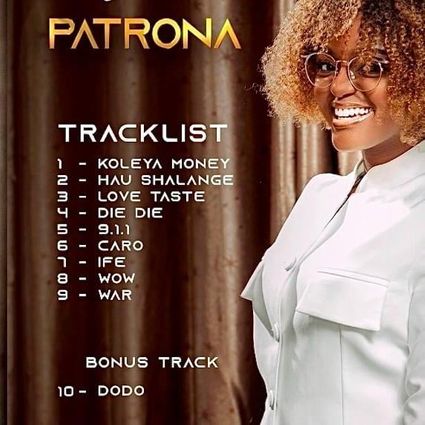 PATRONA
TRACKLIST
1 - KOLEYA MONEY
2 - HAU SHALANGE
3 - LOVE TASTE
4 - DIE DIE
5 - 9.1.1
6 - CARO
7 - IFE
8 - WOW
9 - WAR
BONUS TRACK
10 - DODO